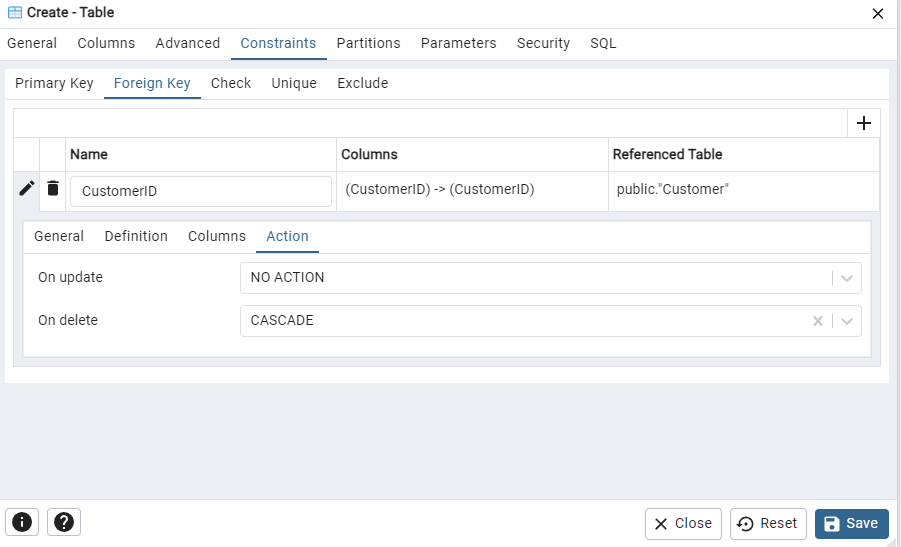 Create - Table
General Columns Advanced Constraints Partitions Parameters Security SQL
Primary Key Foreign Key Check Unique Exclude
Name Columns Referenced Table
CustomerID (CustomerID) -> (CustomerID) public."Customer"
General Definition Columns Action
On update NO ACTION
On delete CASCADE
Close Reset Save